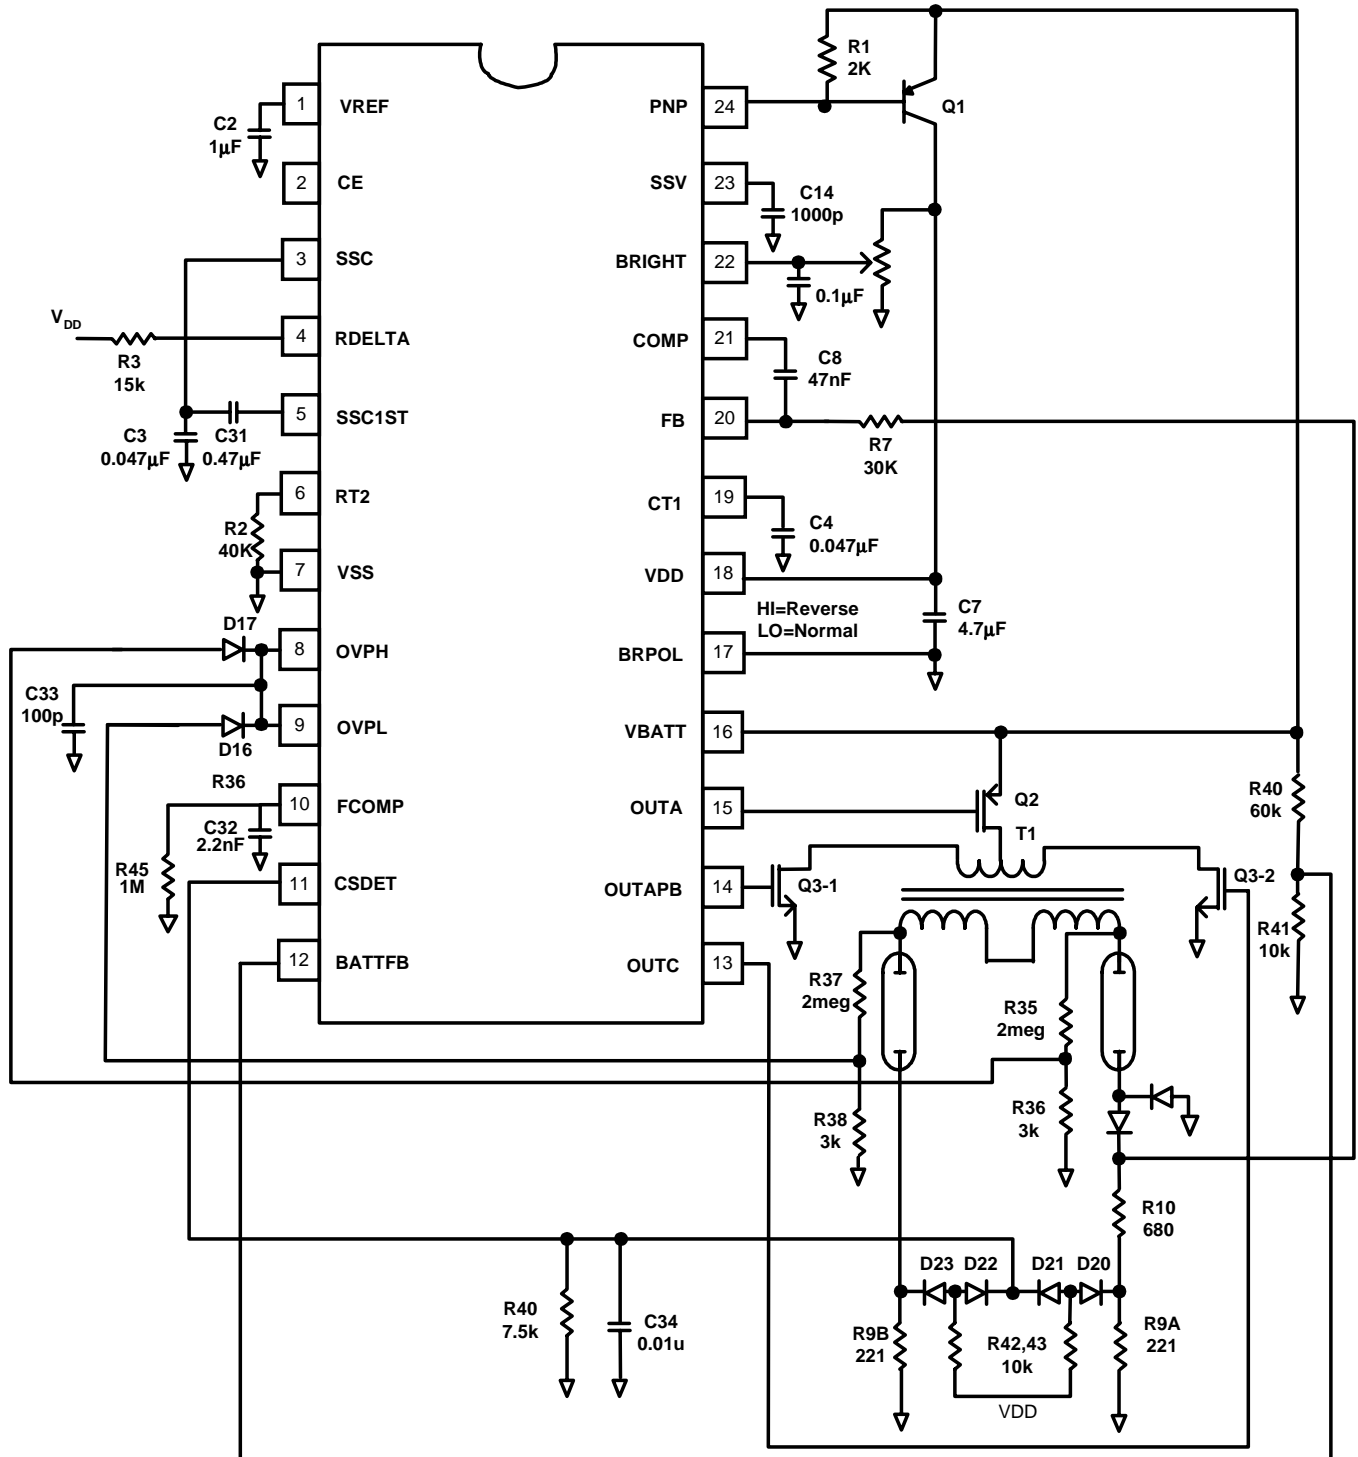 R1
2K
1
VREF
PNP
24
Q1
C2
1µF
2
CE
SSV
23
C14
1000p
3
SSC
BRIGHT
22
0.1µF
V_DD
R3
15k
4
RDELTA
COMP
21
C8
47nF
5
SSC1ST
FB
20
R7
30K
C3
0.047µF
C31
0.47µF
6
RT2
CT1
19
C4
0.047µF
R2
40K
7
VSS
VDD
18
HI=Reverse
LO=Normal
C7
4.7µF
D17
8
OVPH
BRPOL
17
C33
100p
D16
9
OVPL
VBATT
16
R36
10
FCOMP
OUTA
15
Q2
T1
R40
60k
C32
2.2nF
R45
1M
11
CSDET
OUTAPB
14
Q3-1
Q3-2
R41
10k
12
BATTFB
OUTC
13
R37
2meg
R35
2meg
R38
3k
R36
3k
R10
680
D23
D22
D21
D20
R40
7.5k
C34
0.01u
R9B
221
R42,43
10k
R9A
221
VDD